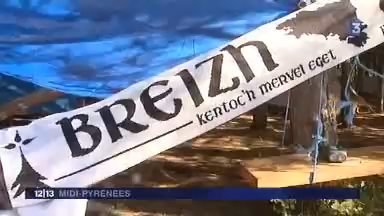 3
BREIZH
KENTOC'H MERVEL EGET
12|13 MIDI-PYRÉNÉES